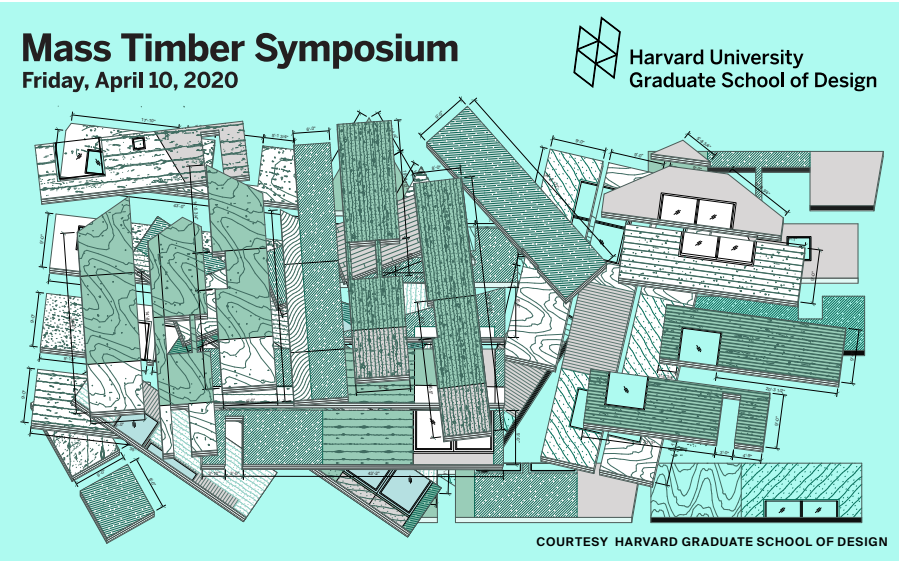 Mass Timber Symposium
Friday, April 10, 2020
Harvard University
Graduate School of Design
COURTESY HARVARD GRADUATE SCHOOL OF DESIGN